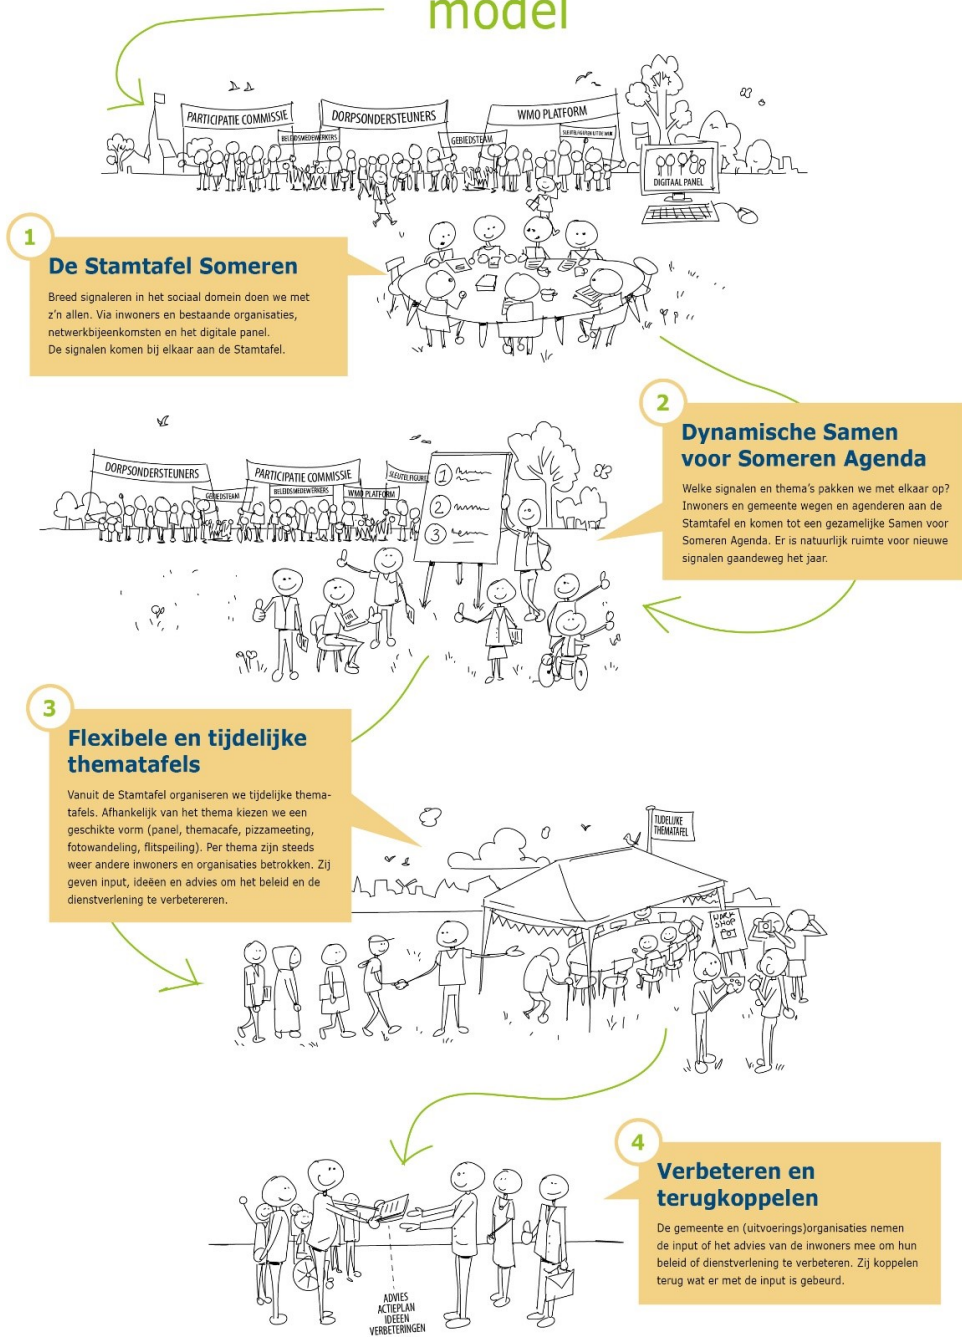 model
PARTICIPATIE COMMISSIE
BELEIDSMEDEWERKERS
DORPSONDERSTEUNERS
GEBIEDSTEAM
WMO PLATFORM
DIGITAAL PANEL
1
De Stamtafel Someren
Breed signaleren in het sociaal domein doen we met
z'n allen. Via inwoners en bestaande organisaties,
netwerkbijeenkomsten en het digitale panel.
De signalen komen bij elkaar aan de Stamtafel.
2
Dynamische Samen
voor Someren Agenda
Welke signalen en thema's pakken we met elkaar op?
Inwoners en gemeente wegen en agenderen aan de
Stamtafel en komen tot een gezamelijke Samen voor
Someren Agenda. Er is natuurlijk ruimte voor nieuwe
signalen gaandeweg het jaar.
DORPSONDERSTEUNERS
GEBIEDSTEAM
PARTICIPATIE COMMISSIE
BELEIDSMEDEWERKERS
WMO PLATFORM
SLEUTELFIGURE
1
2
3
3
Flexibele en tijdelijke
thematafels
Vanuit de Stamtafel organiseren we tijdelijke thema-
tafels. Afhankelijk van het thema kiezen we een
geschikte vorm (panel, themacafe, pizzameeting,
fotowandeling, flitspeiling). Per thema zijn steeds
weer andere inwoners en organisaties betrokken. Zij
geven input, ideëen en advies om het beleid en de
dienstverlening te verbetereren.
TIJDELIJKE
THEMATAFEL
WORK
SHOP
4
Verbeteren en
terugkoppelen
De gemeente en (uitvoerings)organisaties nemen
de input of het advies van de inwoners mee om hun
beleid of dienstverlening te verbeteren. Zij koppelen
terug wat er met de input is gebeurd.
ADVIES
ACTIEPLAN
IDEEEN
VERBETERINGEN